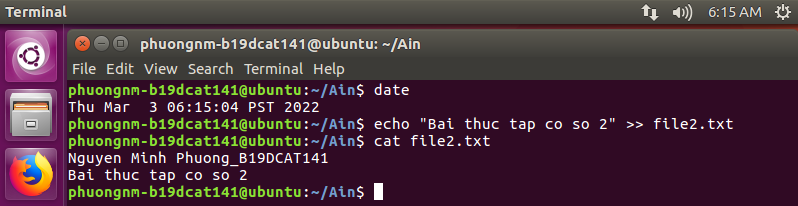 Terminal
6:15 AM
phuongnm-b19dcat141@ubuntu: ~/Ain
File Edit View Search Terminal Help
phuongnm-b19dcat141@ubuntu:~/Ain$ date
Thu Mar  3 06:15:04 PST 2022
phuongnm-b19dcat141@ubuntu:~/Ain$ echo "Bai thuc tap co so 2" >> file2.txt
phuongnm-b19dcat141@ubuntu:~/Ain$ cat file2.txt
Nguyen Minh Phuong_B19DCAT141
Bai thuc tap co so 2
phuongnm-b19dcat141@ubuntu:~/Ain$